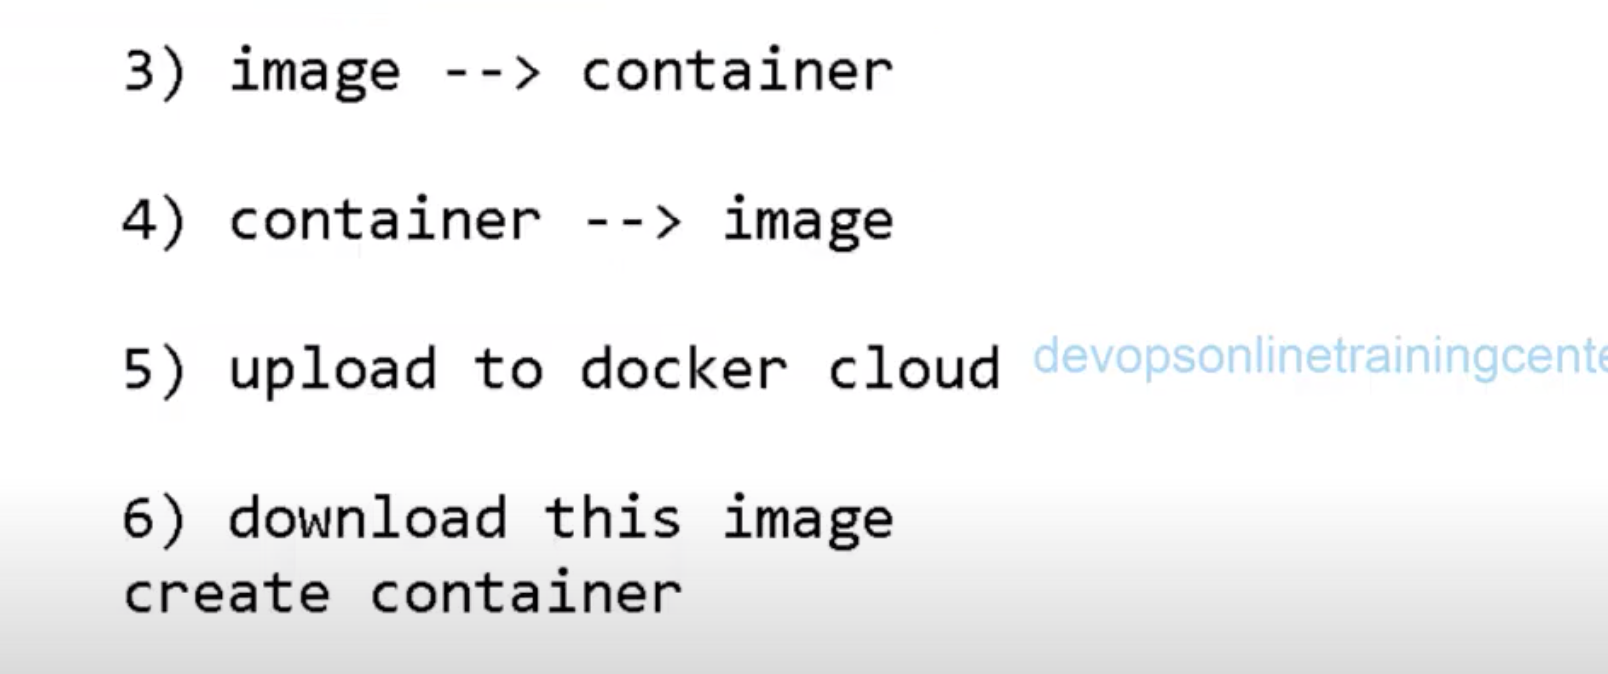 3) image --> container
4) container --> image
5) upload to docker cloud
6) download this image
create container